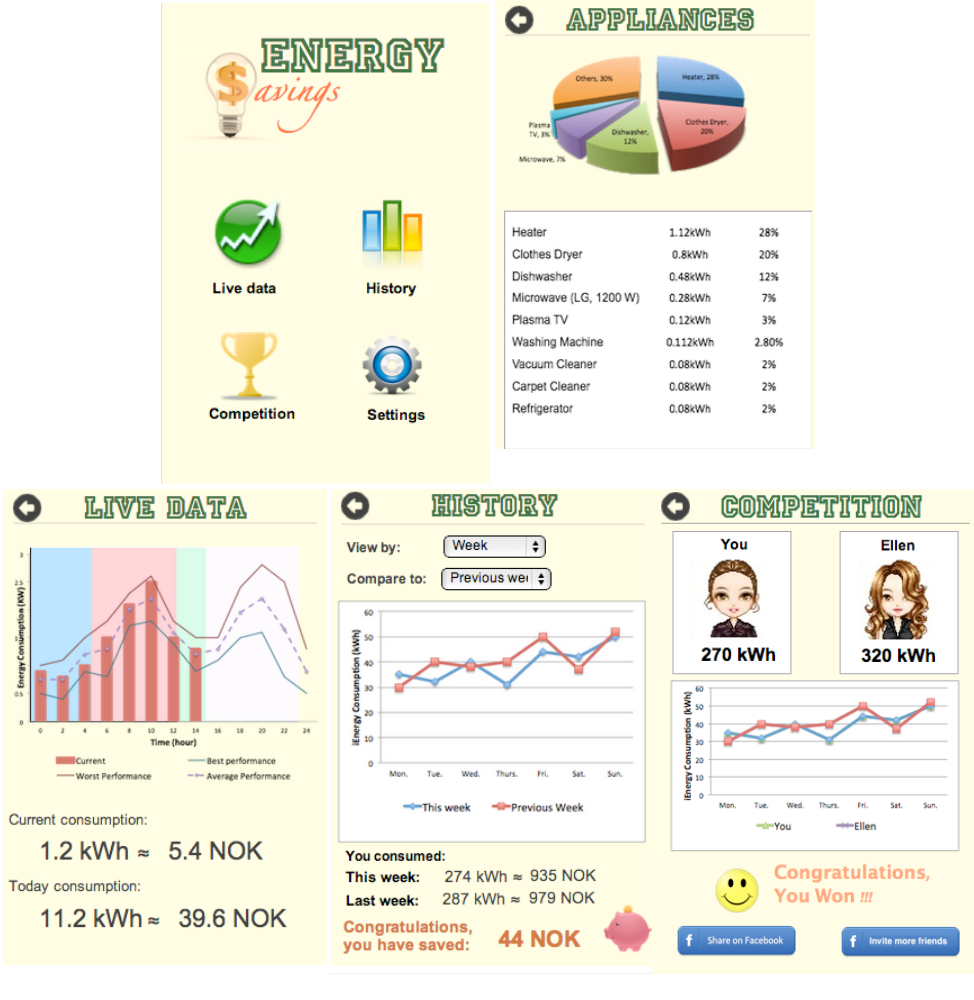 ENERGY
$avings
Live data
History
Competition
Settings
APPLIANCES
Others, 30%
Heater, 28%
Plasma
TV, 3%
Clothes Dryer,
20%
Dishwasher,
12%
Microwave, 7%
Heater 1.12kWh 28%
Clothes Dryer 0.8kWh 20%
Dishwasher 0.48kWh 12%
Microwave (LG, 1200 W) 0.28kWh 7%
Plasma TV 0.12kWh 3%
Washing Machine 0.112kWh 2.80%
Vacuum Cleaner 0.08kWh 2%
Carpet Cleaner 0.08kWh 2%
Refrigerator 0.08kWh 2%
LIVE DATA
Energy Consumption (KW)
3
2.5
0.5
0
0 2 4 6 8 10 12 14 16 18 20 22 24
Time (hour)
Current Best performance
Worst Performance Average Performance
Current consumption:
1.2 kWh ≈ 5.4 NOK
Today consumption:
11.2 kWh ≈ 39.6 NOK
HISTORY
View by: Week
Compare to: Previous wee
iEnergy Consumption (kWh)
60
50
40
30
20
10
0
Mon. Tue. Wed. Thurs. Fri. Sat. Sun.
This week Previous Week
You consumed:
This week: 274 kWh ≈ 935 NOK
Last week: 287 kWh ≈ 979 NOK
Congratulations,
you have saved: 44 NOK
COMPETITION
You Ellen
270 kWh 320 kWh
iEnergy Consumption (kWh)
60
50
40
30
20
10
0
Mon. Tue. Wed. Thurs. Fri. Sat. Sun.
You Ellen
Congratulations,
You Won !!!
f Share on Facebook
f Invite more friends